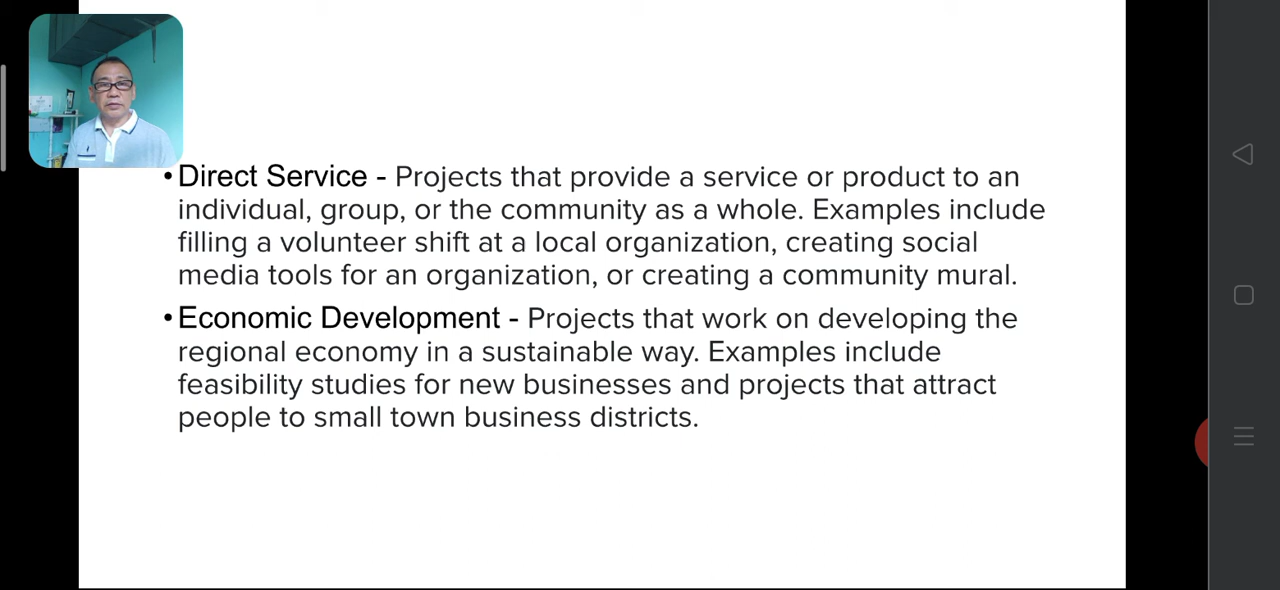 •Direct Service - Projects that provide a service or product to an
individual, group, or the community as a whole. Examples include
filling a volunteer shift at a local organization, creating social
media tools for an organization, or creating a community mural.
•Economic Development - Projects that work on developing the
regional economy in a sustainable way. Examples include
feasibility studies for new businesses and projects that attract
people to small town business districts.